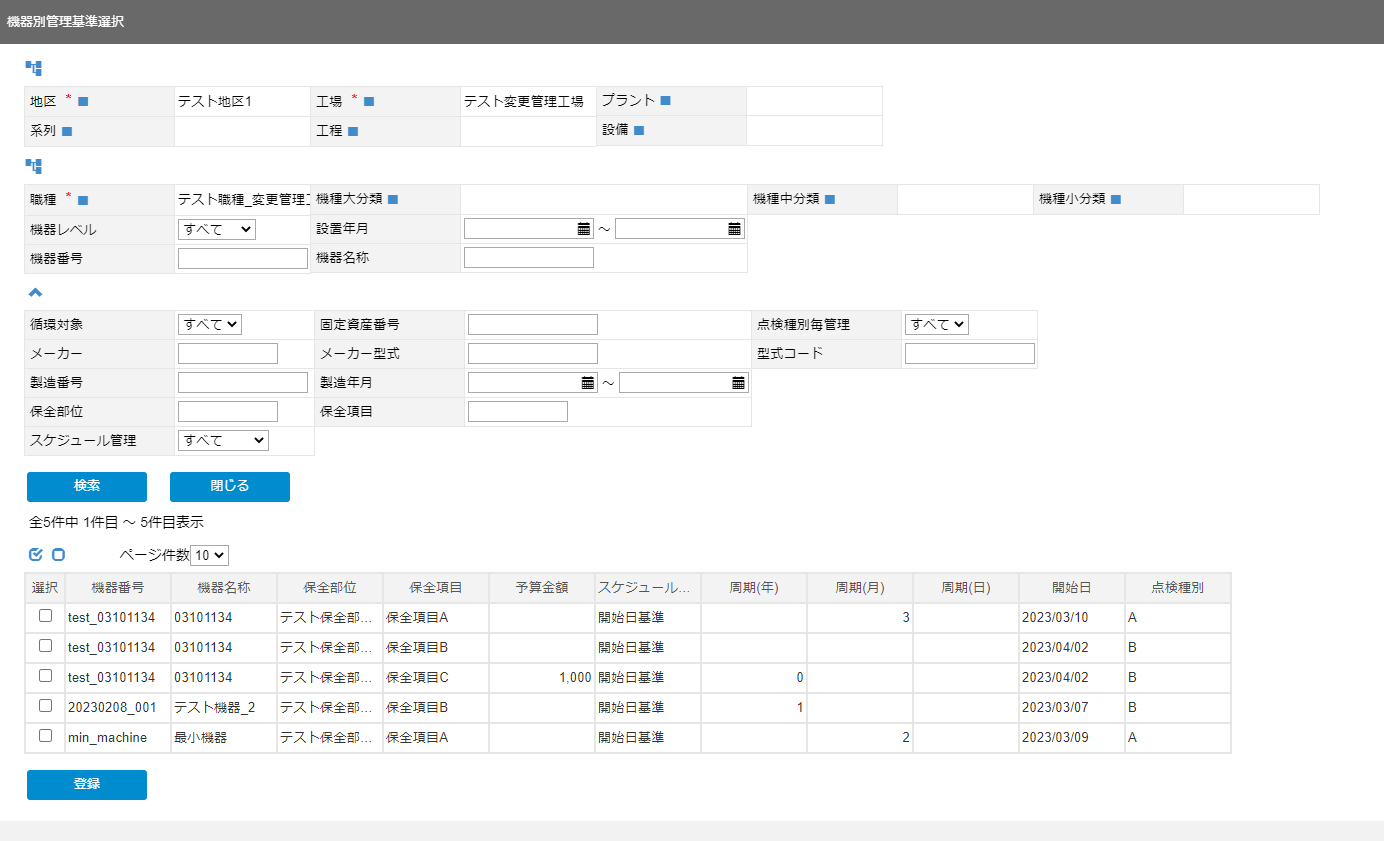 機器別管理基準選択
地区 * テスト地区1 工場 * テスト変更管理工場 プラント
系列 工程 設備
職種 * テスト職種_変更管理 機種大分類 機種中分類 機種小分類
機器レベル すべて 設置年月 ～
機器番号 機器名称
循環対象 すべて 固定資産番号 点検種別毎管理 すべて
メーカー メーカー型式 型式コード
製造番号 製造年月 ～
保全部位 保全項目
スケジュール管理 すべて
検索 閉じる
全5件中 1件目 ～ 5件目表示
ページ件数 10
選択 機器番号 機器名称 保全部位 保全項目 予算金額 スケジュール... 周期(年) 周期(月) 周期(日) 開始日 点検種別
test_03101134 03101134 テスト保全部... 保全項目A 開始日基準 3 2023/03/10 A
test_03101134 03101134 テスト保全部... 保全項目B 開始日基準 2023/04/02 B
test_03101134 03101134 テスト保全部... 保全項目C 1,000 開始日基準 0 2023/04/02 B
20230208_001 テスト機器_2 テスト保全部... 保全項目B 開始日基準 1 2023/03/07 B
min_machine 最小機器 テスト保全部... 保全項目A 開始日基準 2 2023/03/09 A
登録